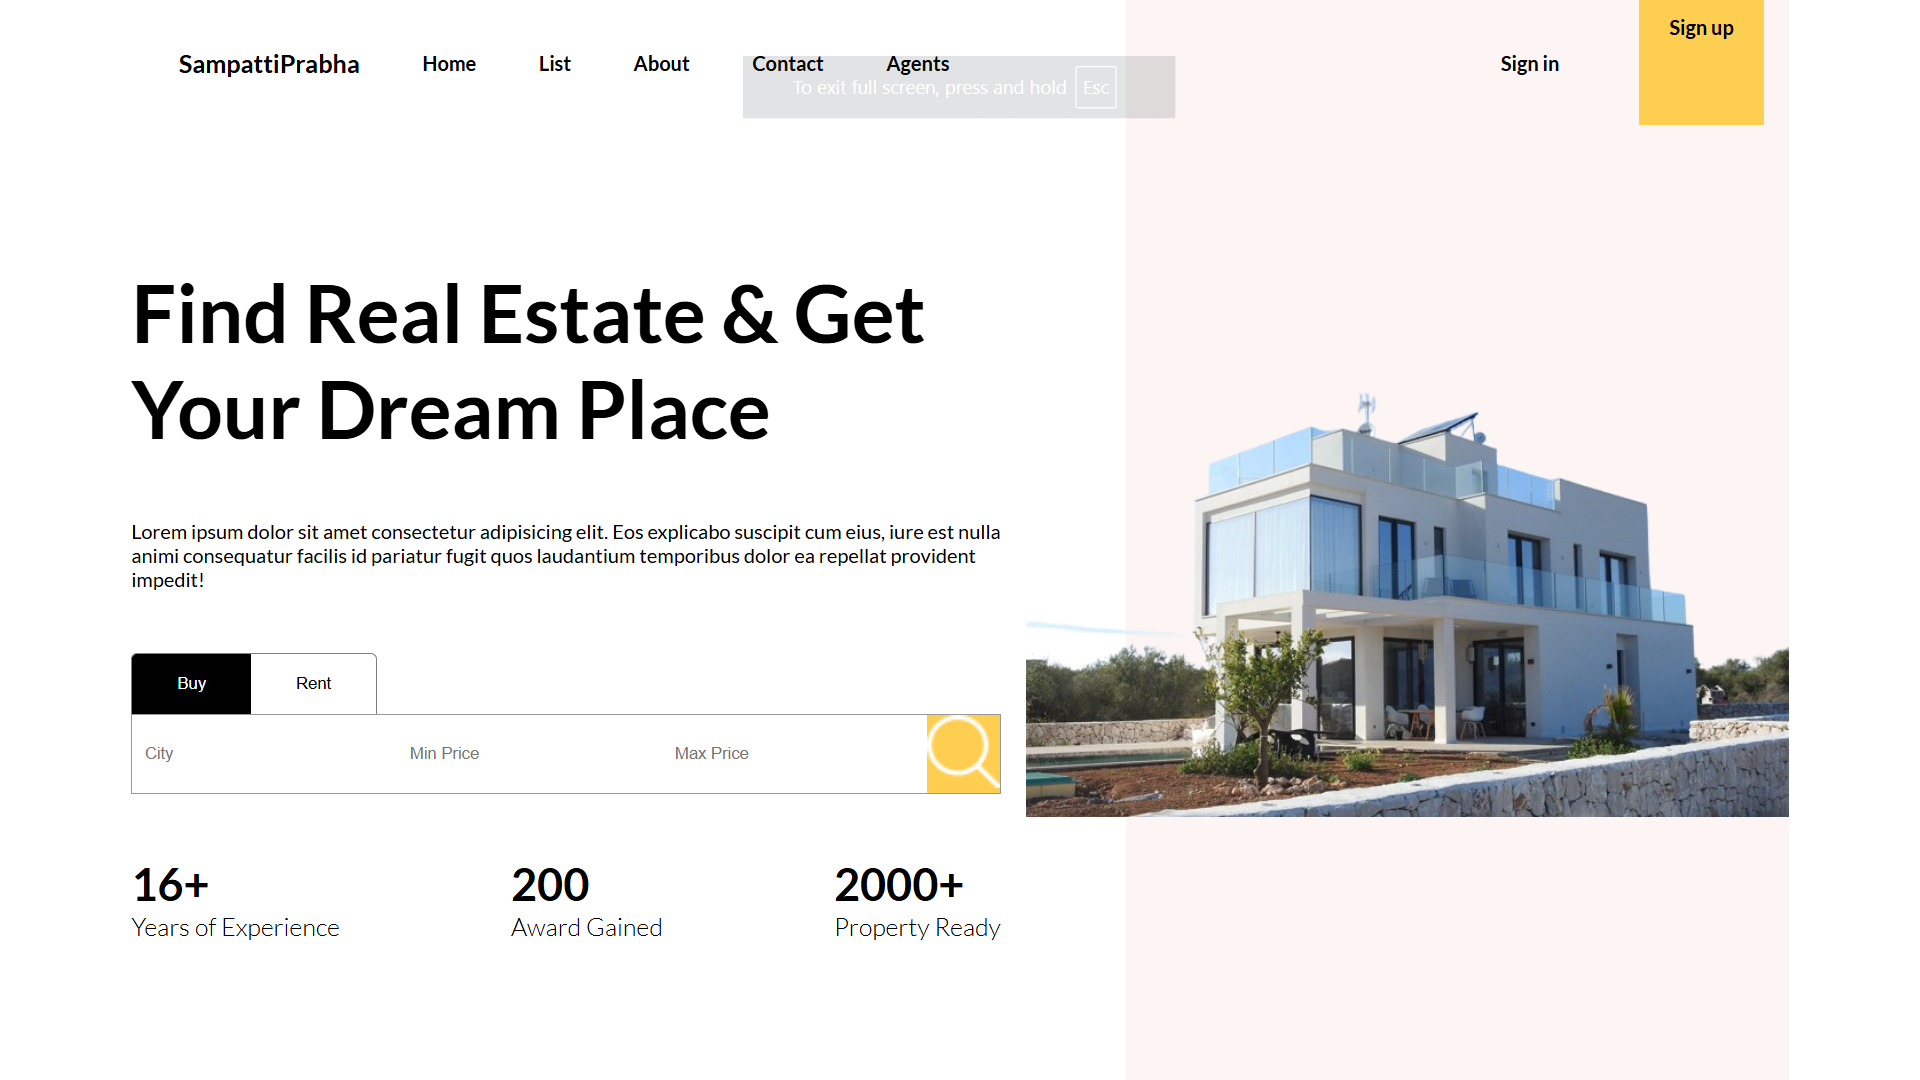 SampattiPrabha Home List About Contact Agents Sign in Sign up
To exit full screen, press and hold Esc
Find Real Estate & Get
Your Dream Place
Lorem ipsum dolor sit amet consectetur adipisicing elit. Eos explicabo suscipit cum eius, iure est nulla
animi consequatur facilis id pariatur fugit quos laudantium temporibus dolor ea repellat provident
impedit!
Buy Rent
City Min Price Max Price
16+ 200 2000+
Years of Experience Award Gained Property Ready